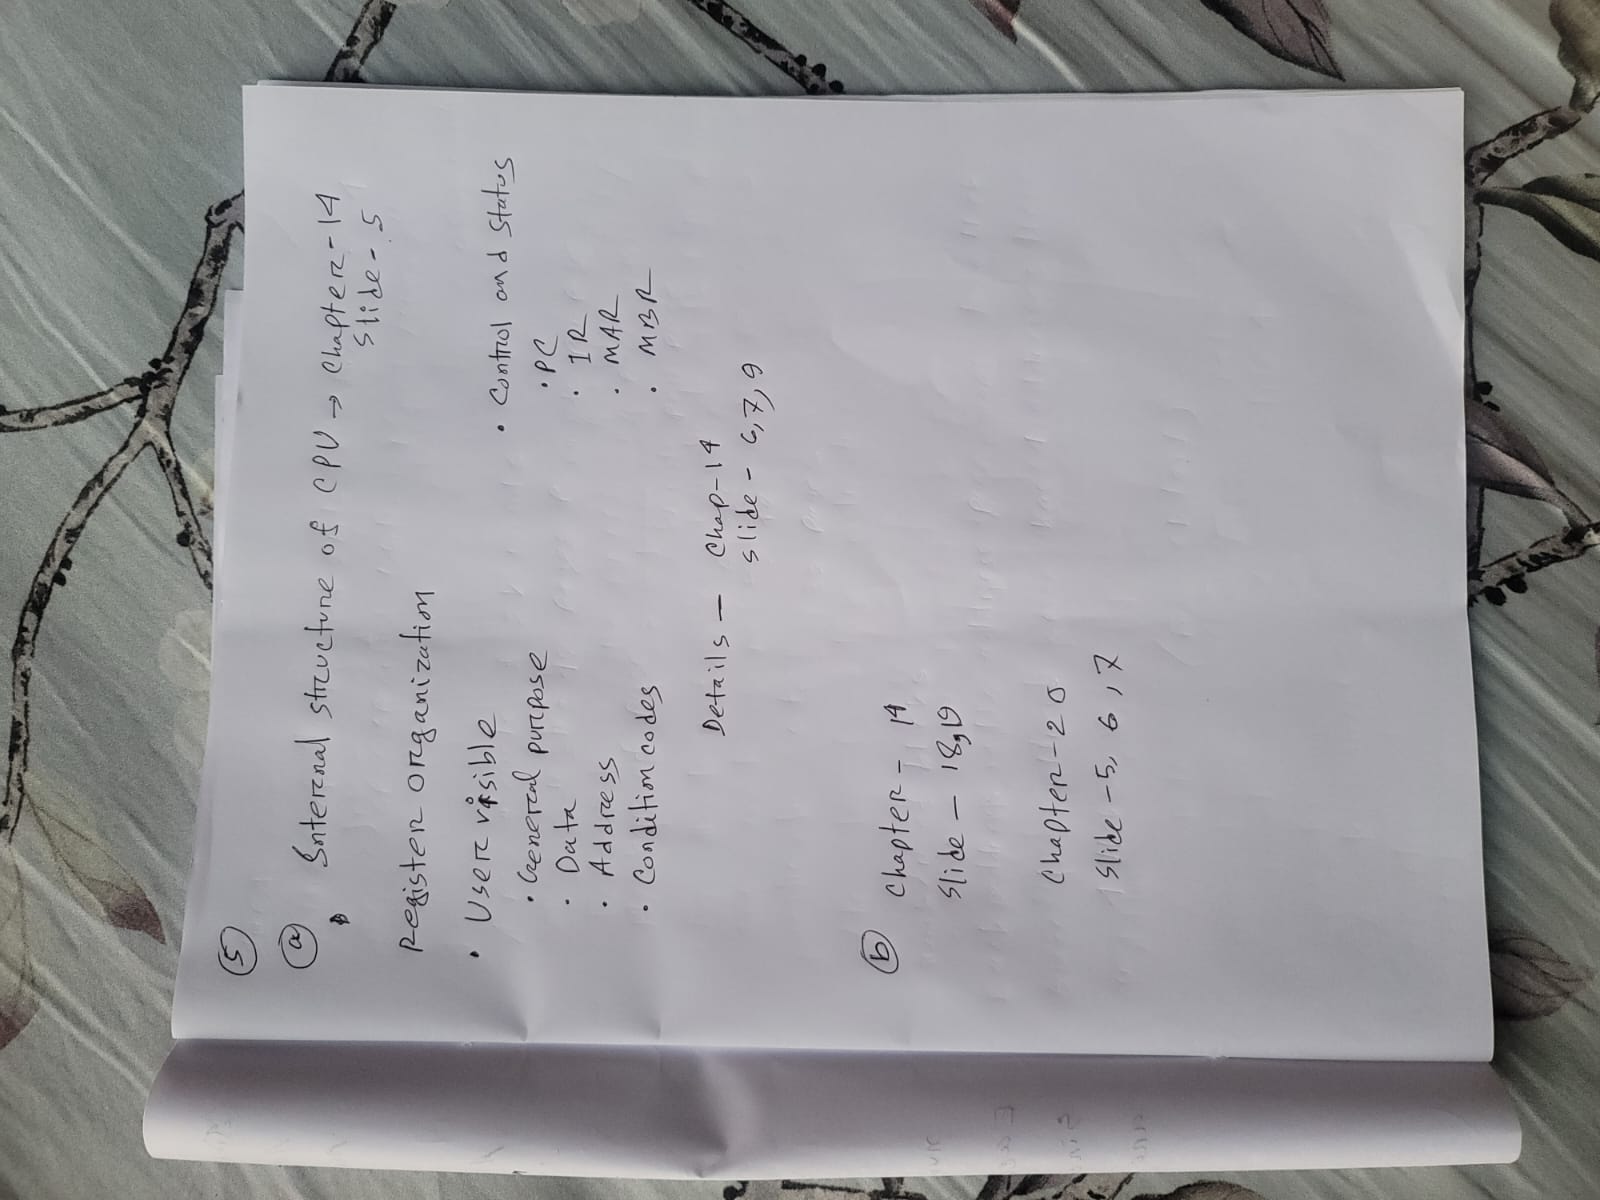 5
a Internal structure of CPU → Chapter-14
Slide-5
Register organization
• User visible
• General purpose
• Data
• Address
• Condition codes
• Control and status
• PC
• IR
• MAR
• MBR
Details - Chap-14
Slide - 6,7,9
b Chapter - 14
Slide - 18,19
Chapter-20
Slide-5, 6, 7